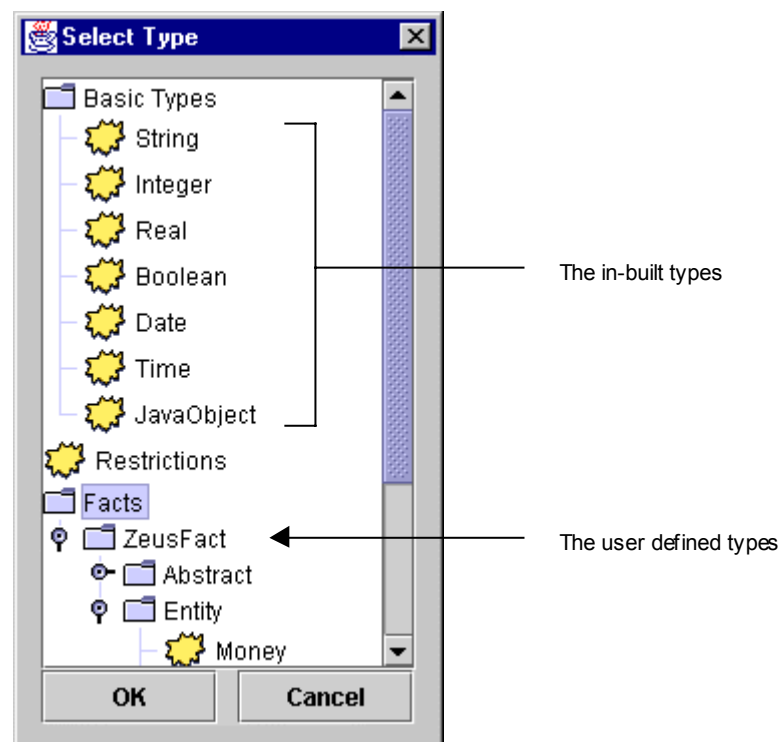 Select Type
Basic Types
String
Integer
Real
Boolean
Date
Time
JavaObject
The in-built types
Restrictions
Facts
ZeusFact
The user defined types
Abstract
Entity
Money
OK
Cancel